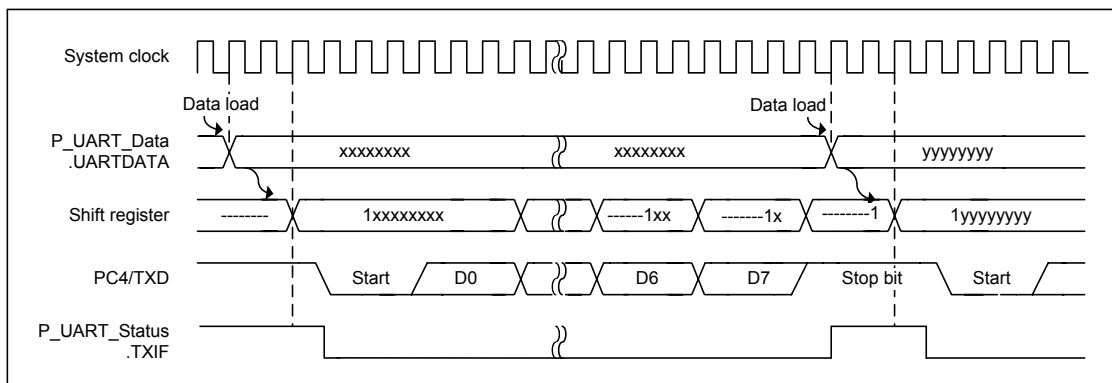 System clock
Data load
Data load
P_UART_Data
.UARTDATA
xxxxxxxx
xxxxxxxx
yyyyyyyy
Shift register
--------
1xxxxxxxx
------1xx
-------1x
--------1
1yyyyyyyy
PC4/TXD
Start
D0
D6
D7
Stop bit
Start
P_UART_Status
.TXIF